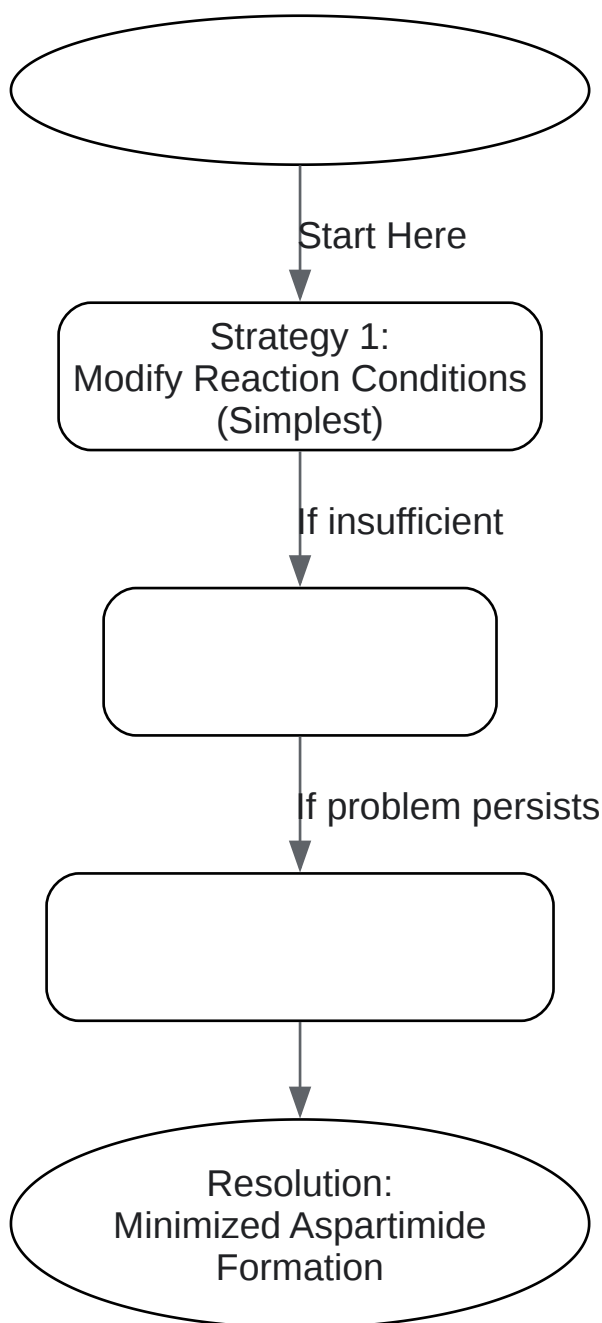 Start Here
Strategy 1:
Modify Reaction Conditions
(Simplest)
If insufficient
If problem persists
Resolution:
Minimized Aspartimide
Formation